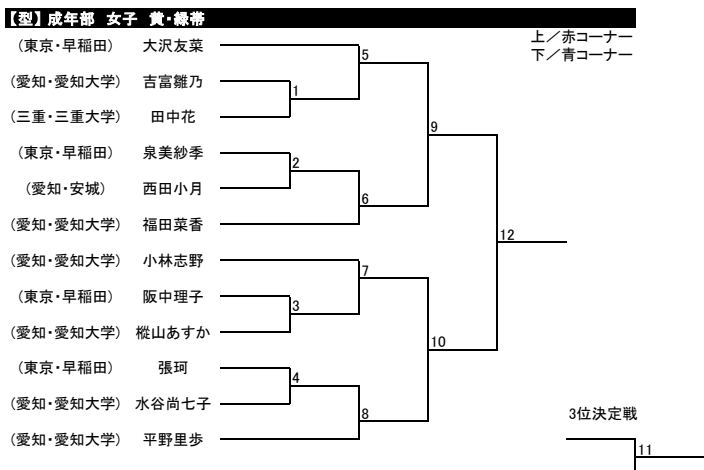 【型】成年部 女子 黄・緑帯
上／赤コーナー
下／青コーナー
(東京・早稲田) 大沢友菜
5
(愛知・愛知大学) 吉富雛乃
1
(三重・三重大学) 田中花
9
(東京・早稲田) 泉美紗季
2
(愛知・安城) 西田小月
6
(愛知・愛知大学) 福田菜香
12
(愛知・愛知大学) 小林志野
7
(東京・早稲田) 阪中理子
3
(愛知・愛知大学) 樅山あすか
10
(東京・早稲田) 張珂
4
(愛知・愛知大学) 水谷尚七子
8
3位決定戦
(愛知・愛知大学) 平野里歩
11